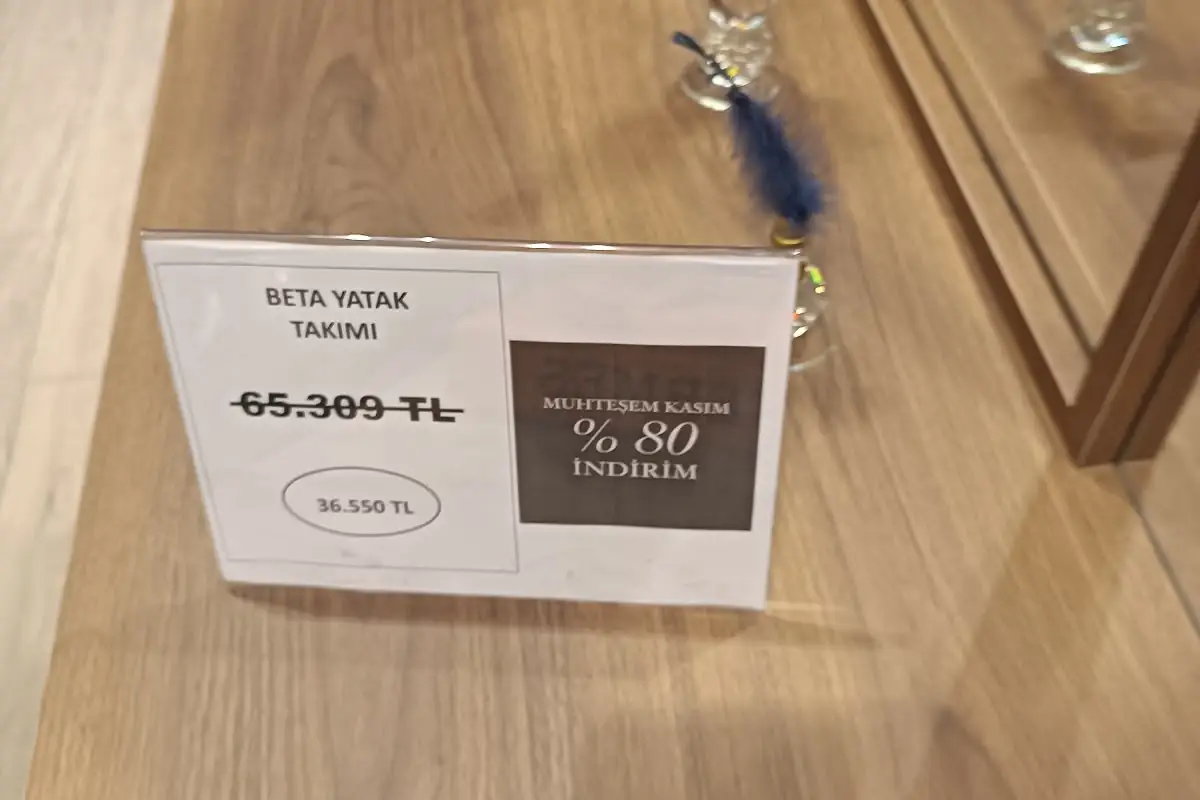 BETA YATAK
TAKIMI
65.309 TL
36.550 TL
MUHTEŞEM KASIM
% 80
İNDİRİM